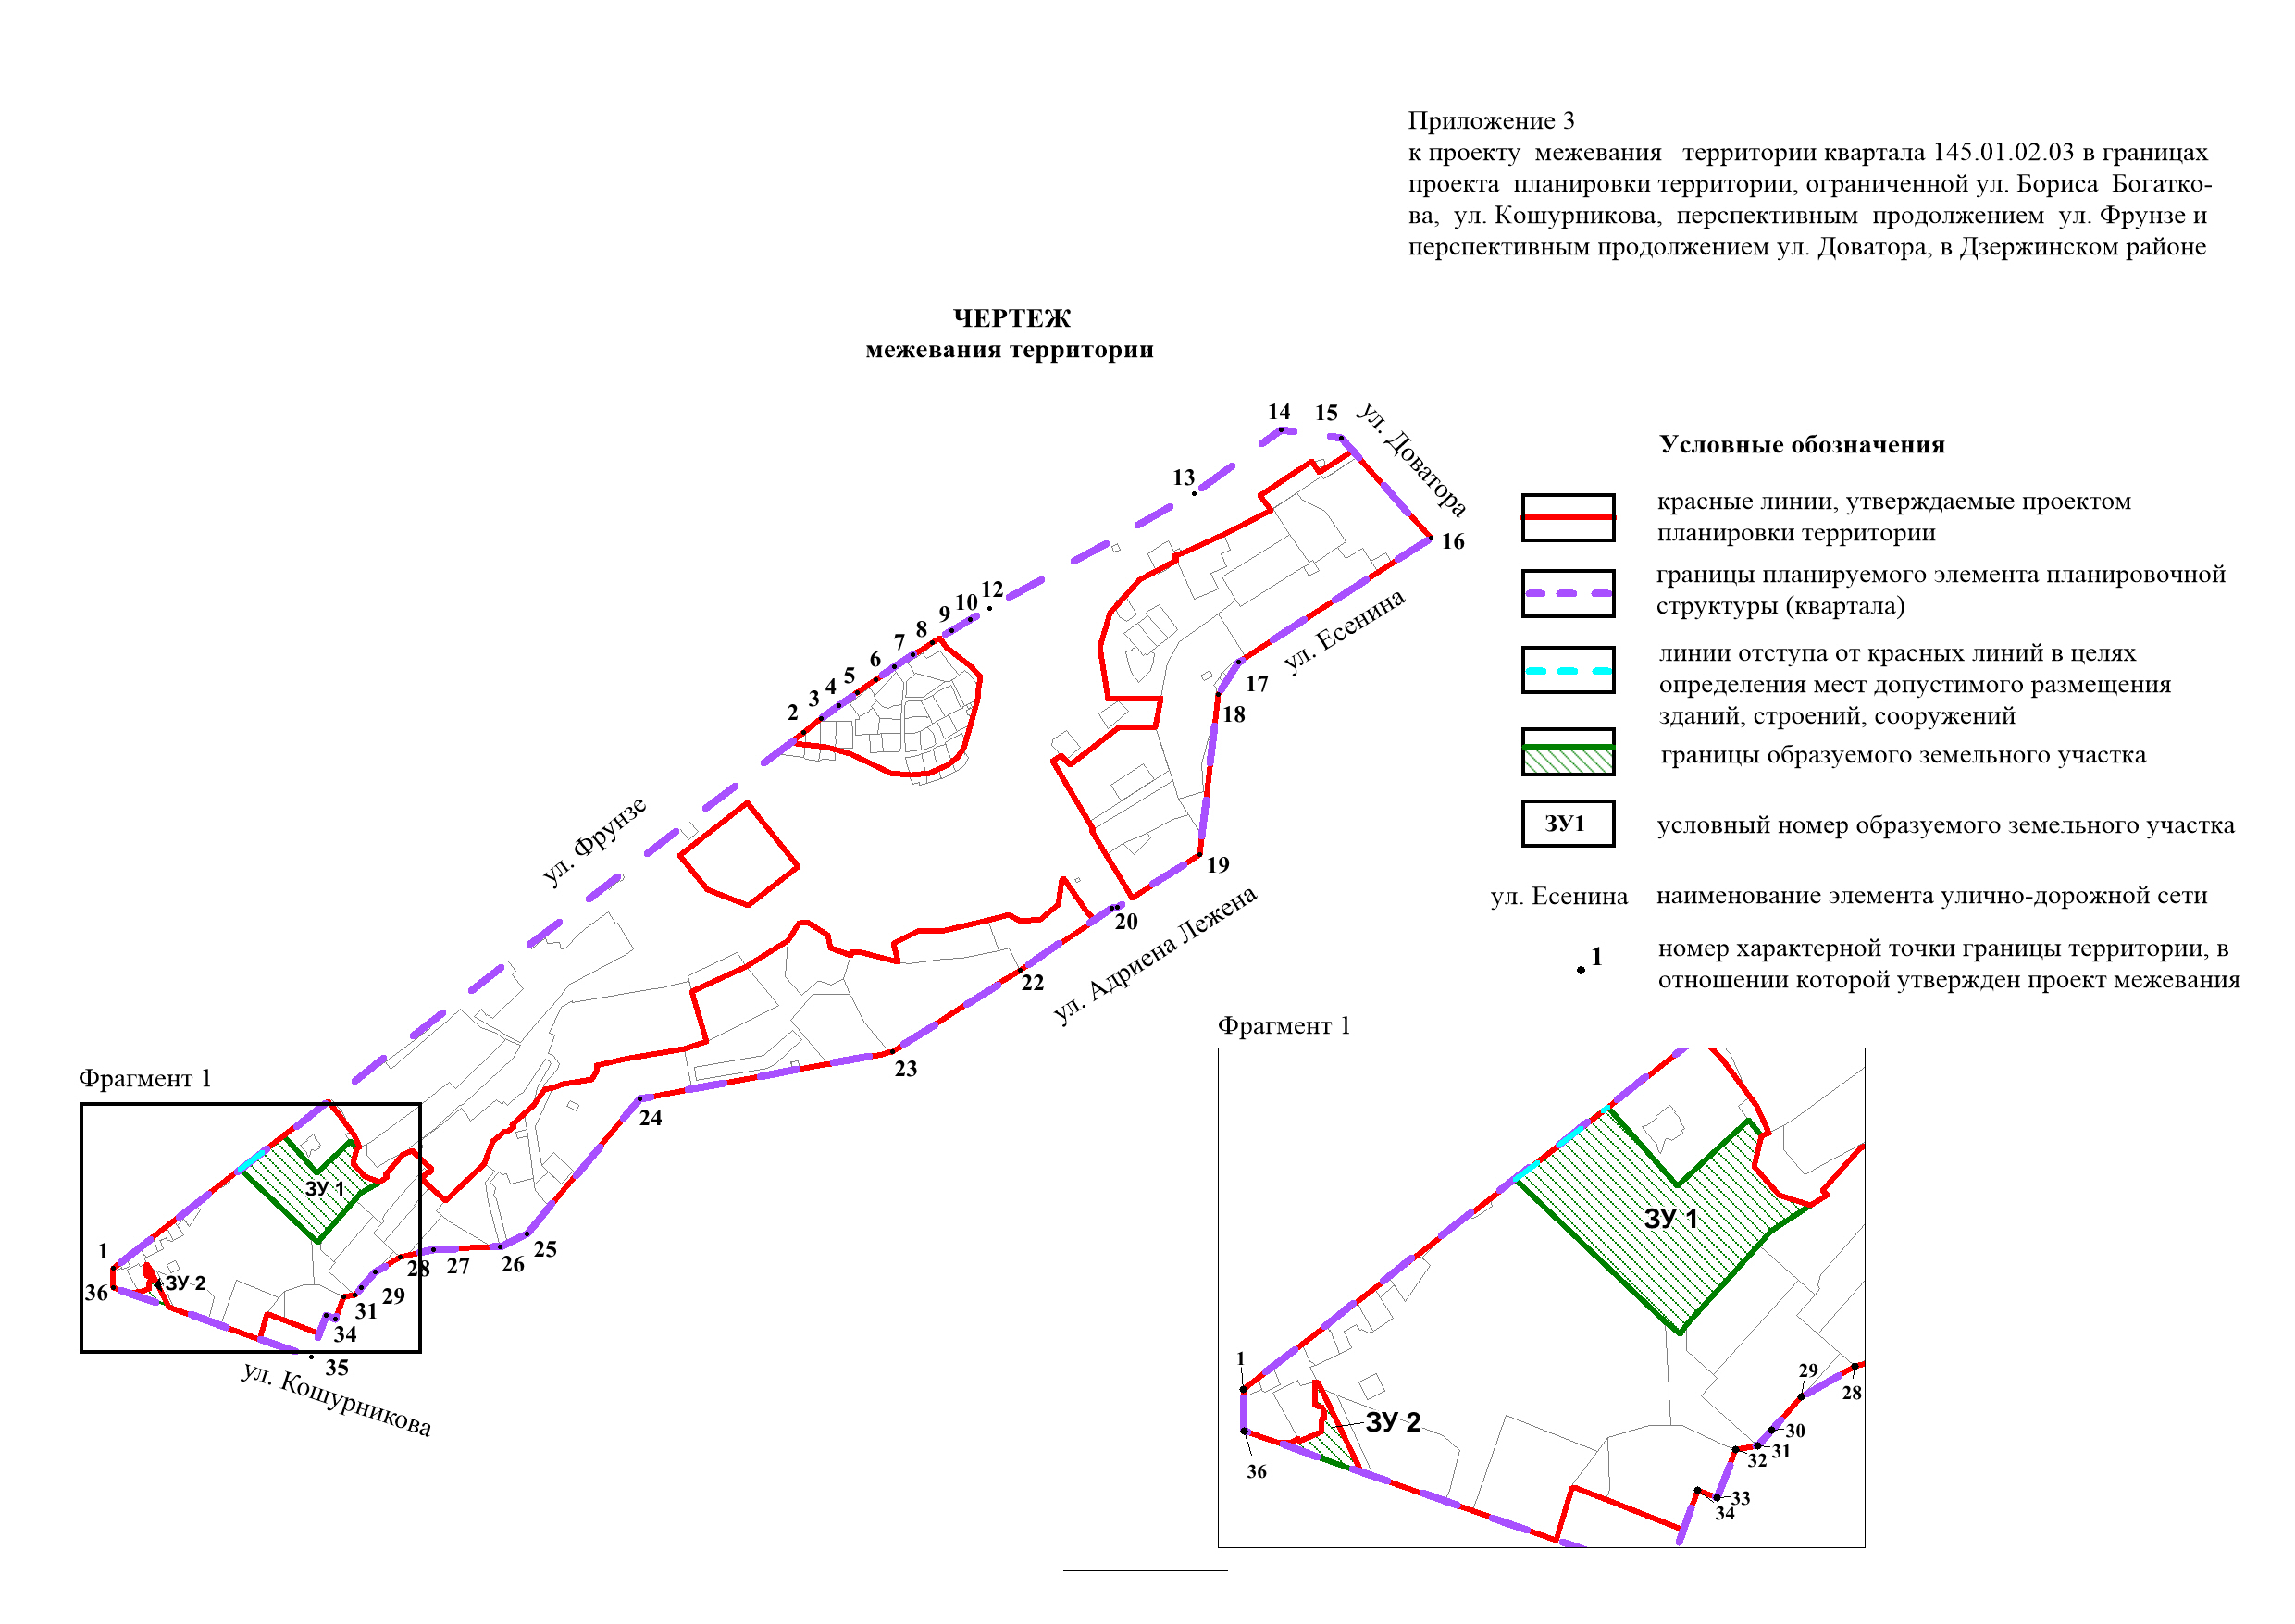 Приложение 3
к проекту межевания территории квартала 145.01.02.03 в границах
проекта планировки территории, ограниченной ул. Бориса Богатко-
ва, ул. Кошурникова, перспективным продолжением ул. Фрунзе и
перспективным продолжением ул. Доватора, в Дзержинском районе
ЧЕРТЕЖ
межевания территории
14
15
ул. Доватора
13
16
12
10
9
8
7
6
5
4
3
2
ул. Есенина
17
18
ул. Фрунзе
19
20
ул. Адриена Лежена
22
23
24
25
26
27
28
29
31
34
35
36
1
Фрагмент 1
ЗУ 1
ЗУ 2
ул. Кошурникова
Условные обозначения
красные линии, утверждаемые проектом
планировки территории
границы планируемого элемента планировочной
структуры (квартала)
линии отступа от красных линий в целях
определения мест допустимого размещения
зданий, строений, сооружений
границы образуемого земельного участка
ЗУ1
условный номер образуемого земельного участка
ул. Есенина
наименование элемента улично-дорожной сети
1
номер характерной точки границы территории, в
отношении которой утвержден проект межевания
Фрагмент 1
ЗУ 1
1
29
28
ЗУ 2
30
31
32
36
33
34